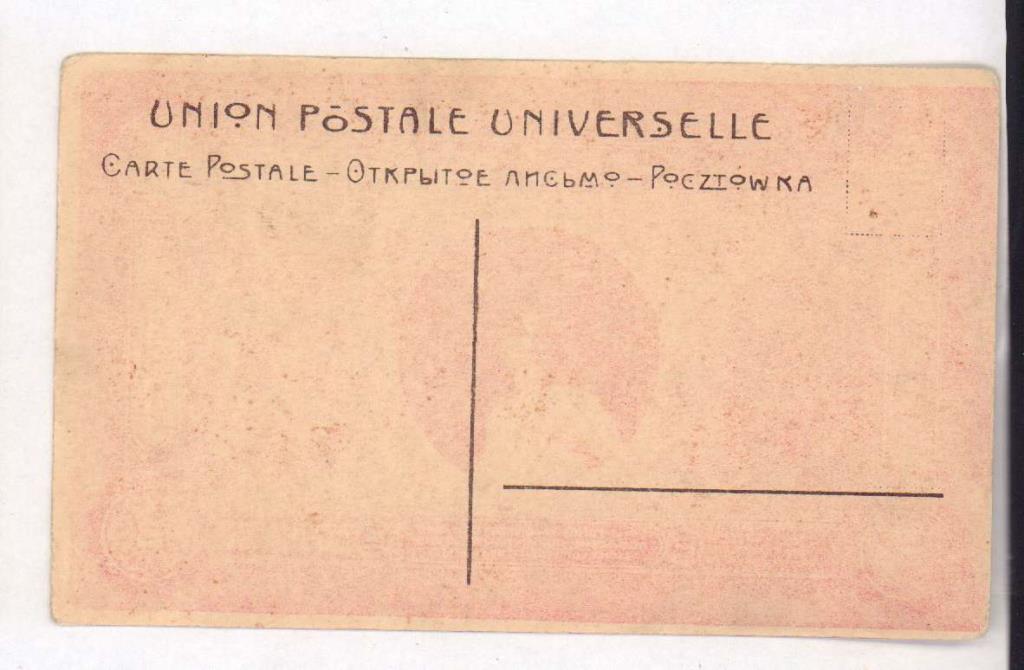 UNION POSTALE UNIVERSELLE
CARTE POSTALE – ОТКРЫТОЕ ПИСЬМО – POCZTÓWKA